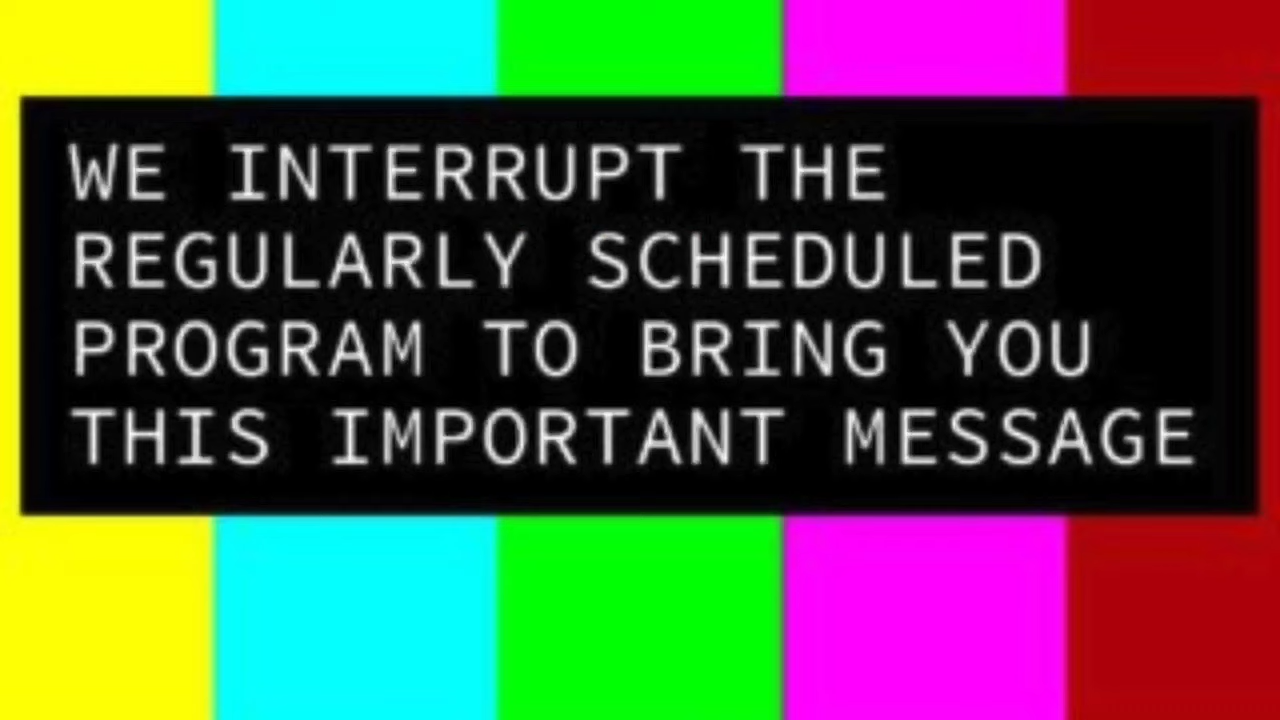 WE INTERRUPT THE
REGULARLY SCHEDULED
PROGRAM TO BRING YOU
THIS IMPORTANT MESSAGE